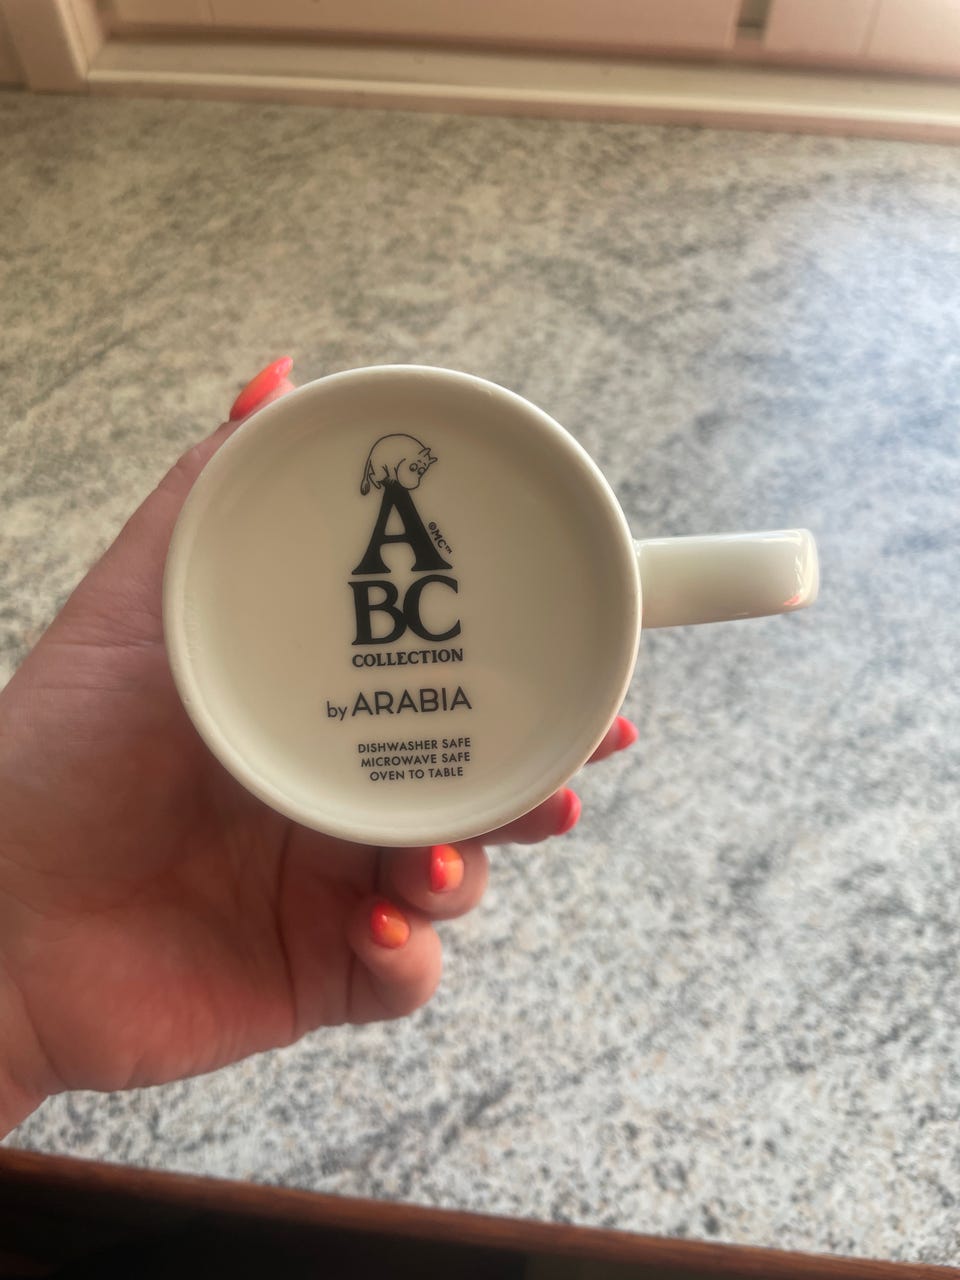 A
©MC™
BC
COLLECTION
by ARABIA
DISHWASHER SAFE
MICROWAVE SAFE
OVEN TO TABLE